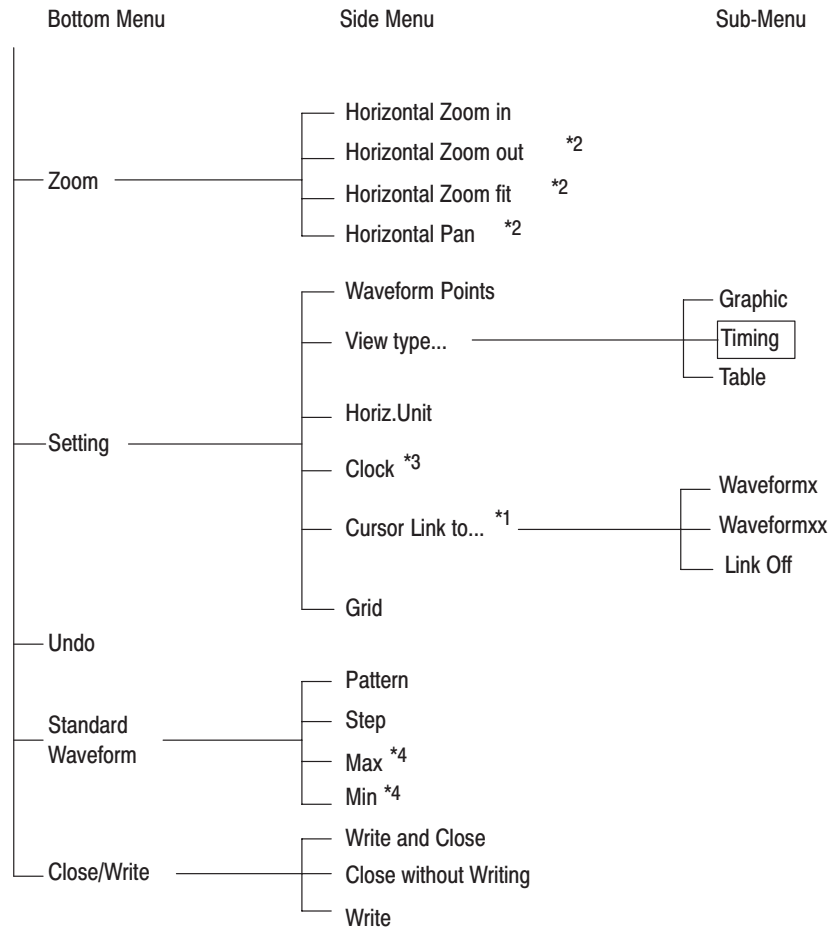 Bottom Menu Side Menu Sub-Menu
Horizontal Zoom in
Horizontal Zoom out *2
Zoom
Horizontal Zoom fit *2
Horizontal Pan *2
Waveform Points
Graphic
View type...
Timing
Table
Horiz.Unit
Setting
Clock *3
Waveformx
Cursor Link to... *1
Waveformxx
Link Off
Grid
Undo
Pattern
Step
Standard
Waveform
Max *4
Min *4
Write and Close
Close/Write
Close without Writing
Write